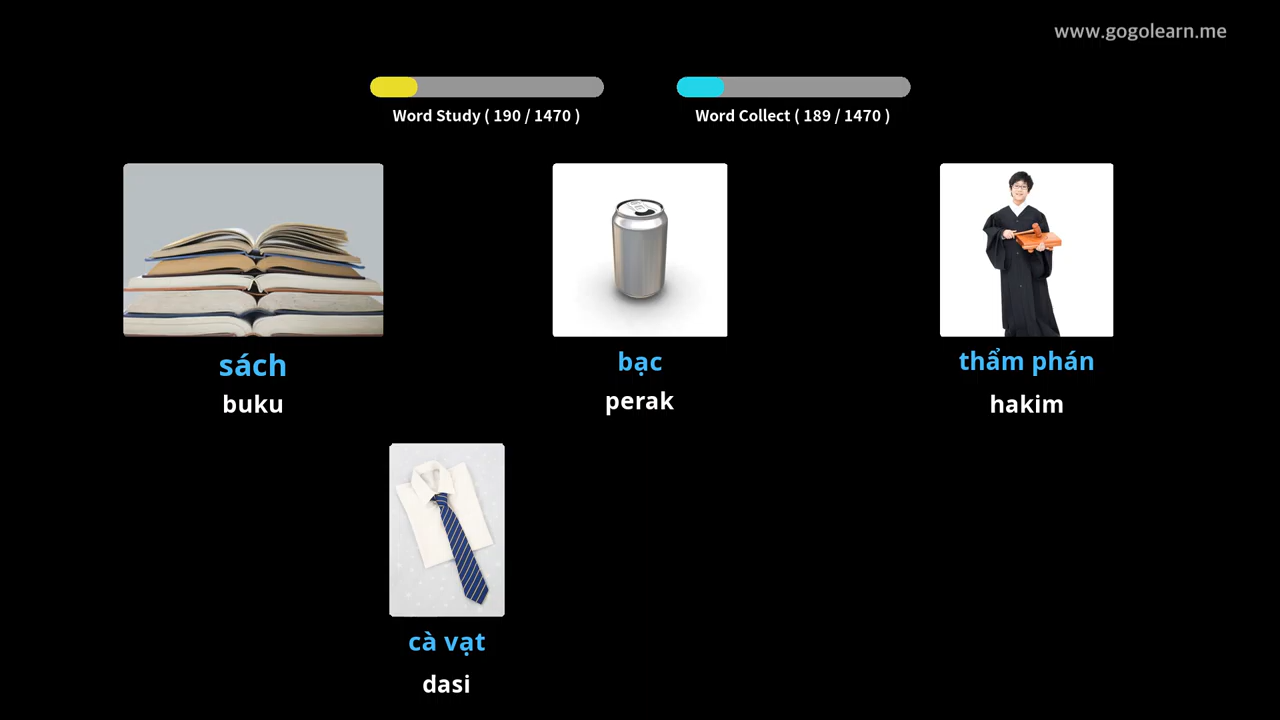 www.gogolearn.me
Word Study ( 190 / 1470 )
Word Collect ( 189 / 1470 )
sách
buku
bạc
perak
thẩm phán
hakim
cà vạt
dasi